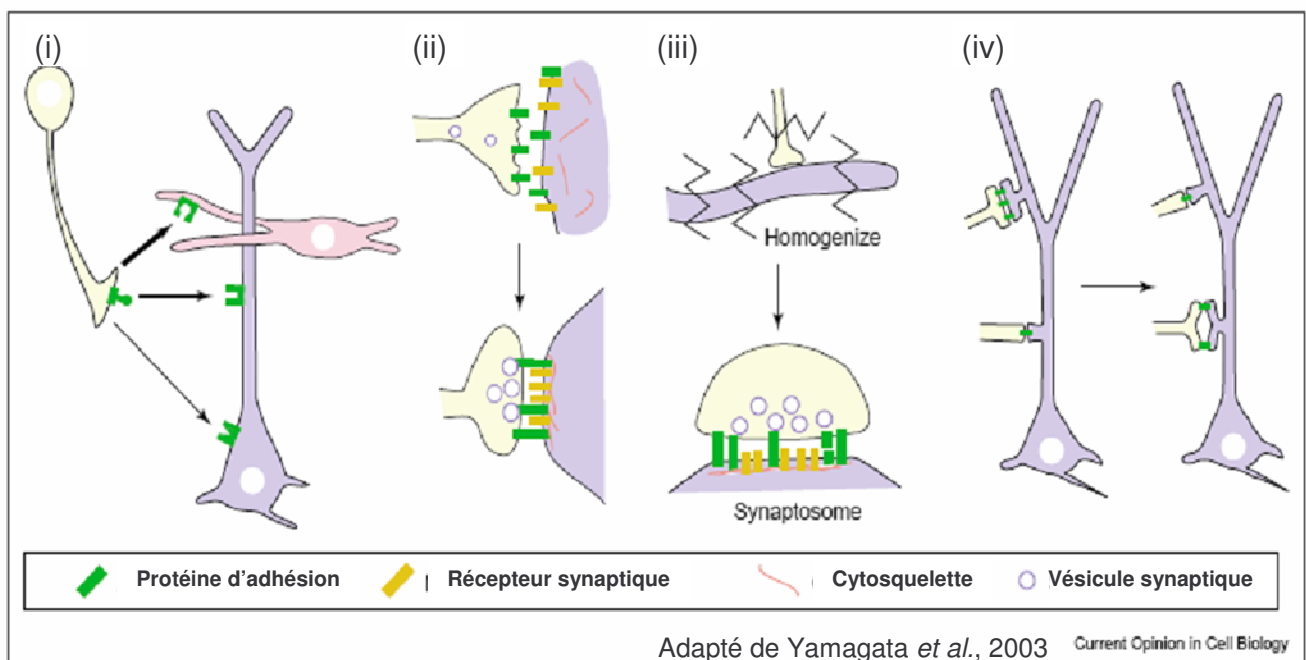 (i) (ii) (iii) (iv)
Homogenize
Synaptosome
Protéine d'adhésion Récepteur synaptique Cytosquelette Vésicule synaptique
Adapté de Yamagata et al., 2003 Current Opinion in Cell Biology